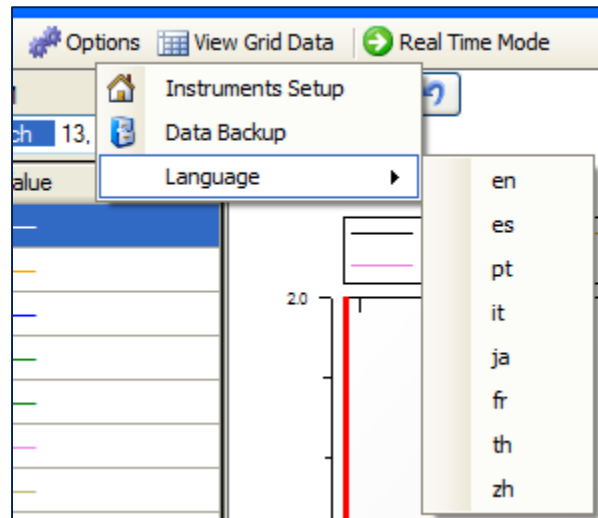 Options View Grid Data Real Time Mode
Instruments Setup
13, Data Backup
Language
en
es
pt
2.0
it
ja
fr
th
zh